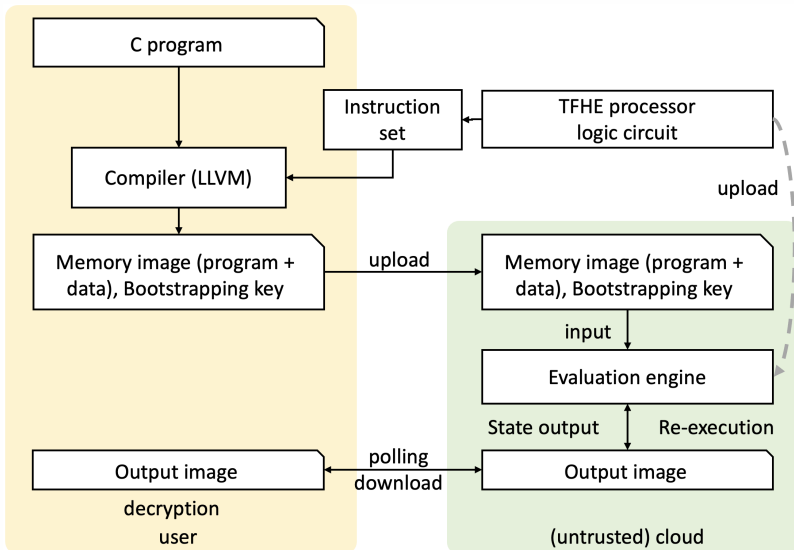 C program
Instruction
set
TFHE processor
logic circuit
Compiler (LLVM)
upload
Memory image (program +
data), Bootstrapping key
upload
Memory image (program +
data), Bootstrapping key
input
Evaluation engine
State output
Re-execution
Output image
polling
download
Output image
decryption
user
(untrusted) cloud